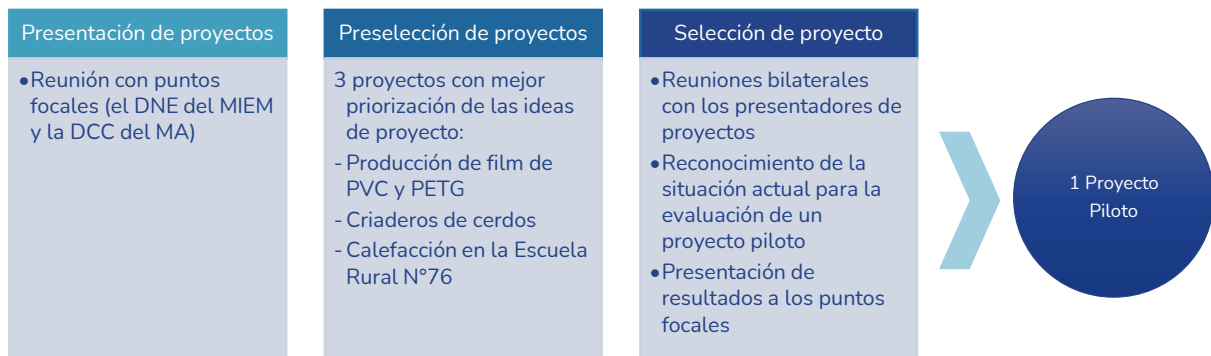 Presentación de proyectos
•Reunión con puntos
focales (el DNE del MIEM
y la DCC del MA)
Preselección de proyectos
3 proyectos con mejor
priorización de las ideas
de proyecto:
- Producción de film de
PVC y PETG
- Criaderos de cerdos
- Calefacción en la Escuela
Rural Nº76
Selección de proyecto
•Reuniones bilaterales
con los presentadores de
proyectos
•Reconocimiento de la
situación actual para la
evaluación de un
proyecto piloto
•Presentación de
resultados a los puntos
focales
1 Proyecto
Piloto